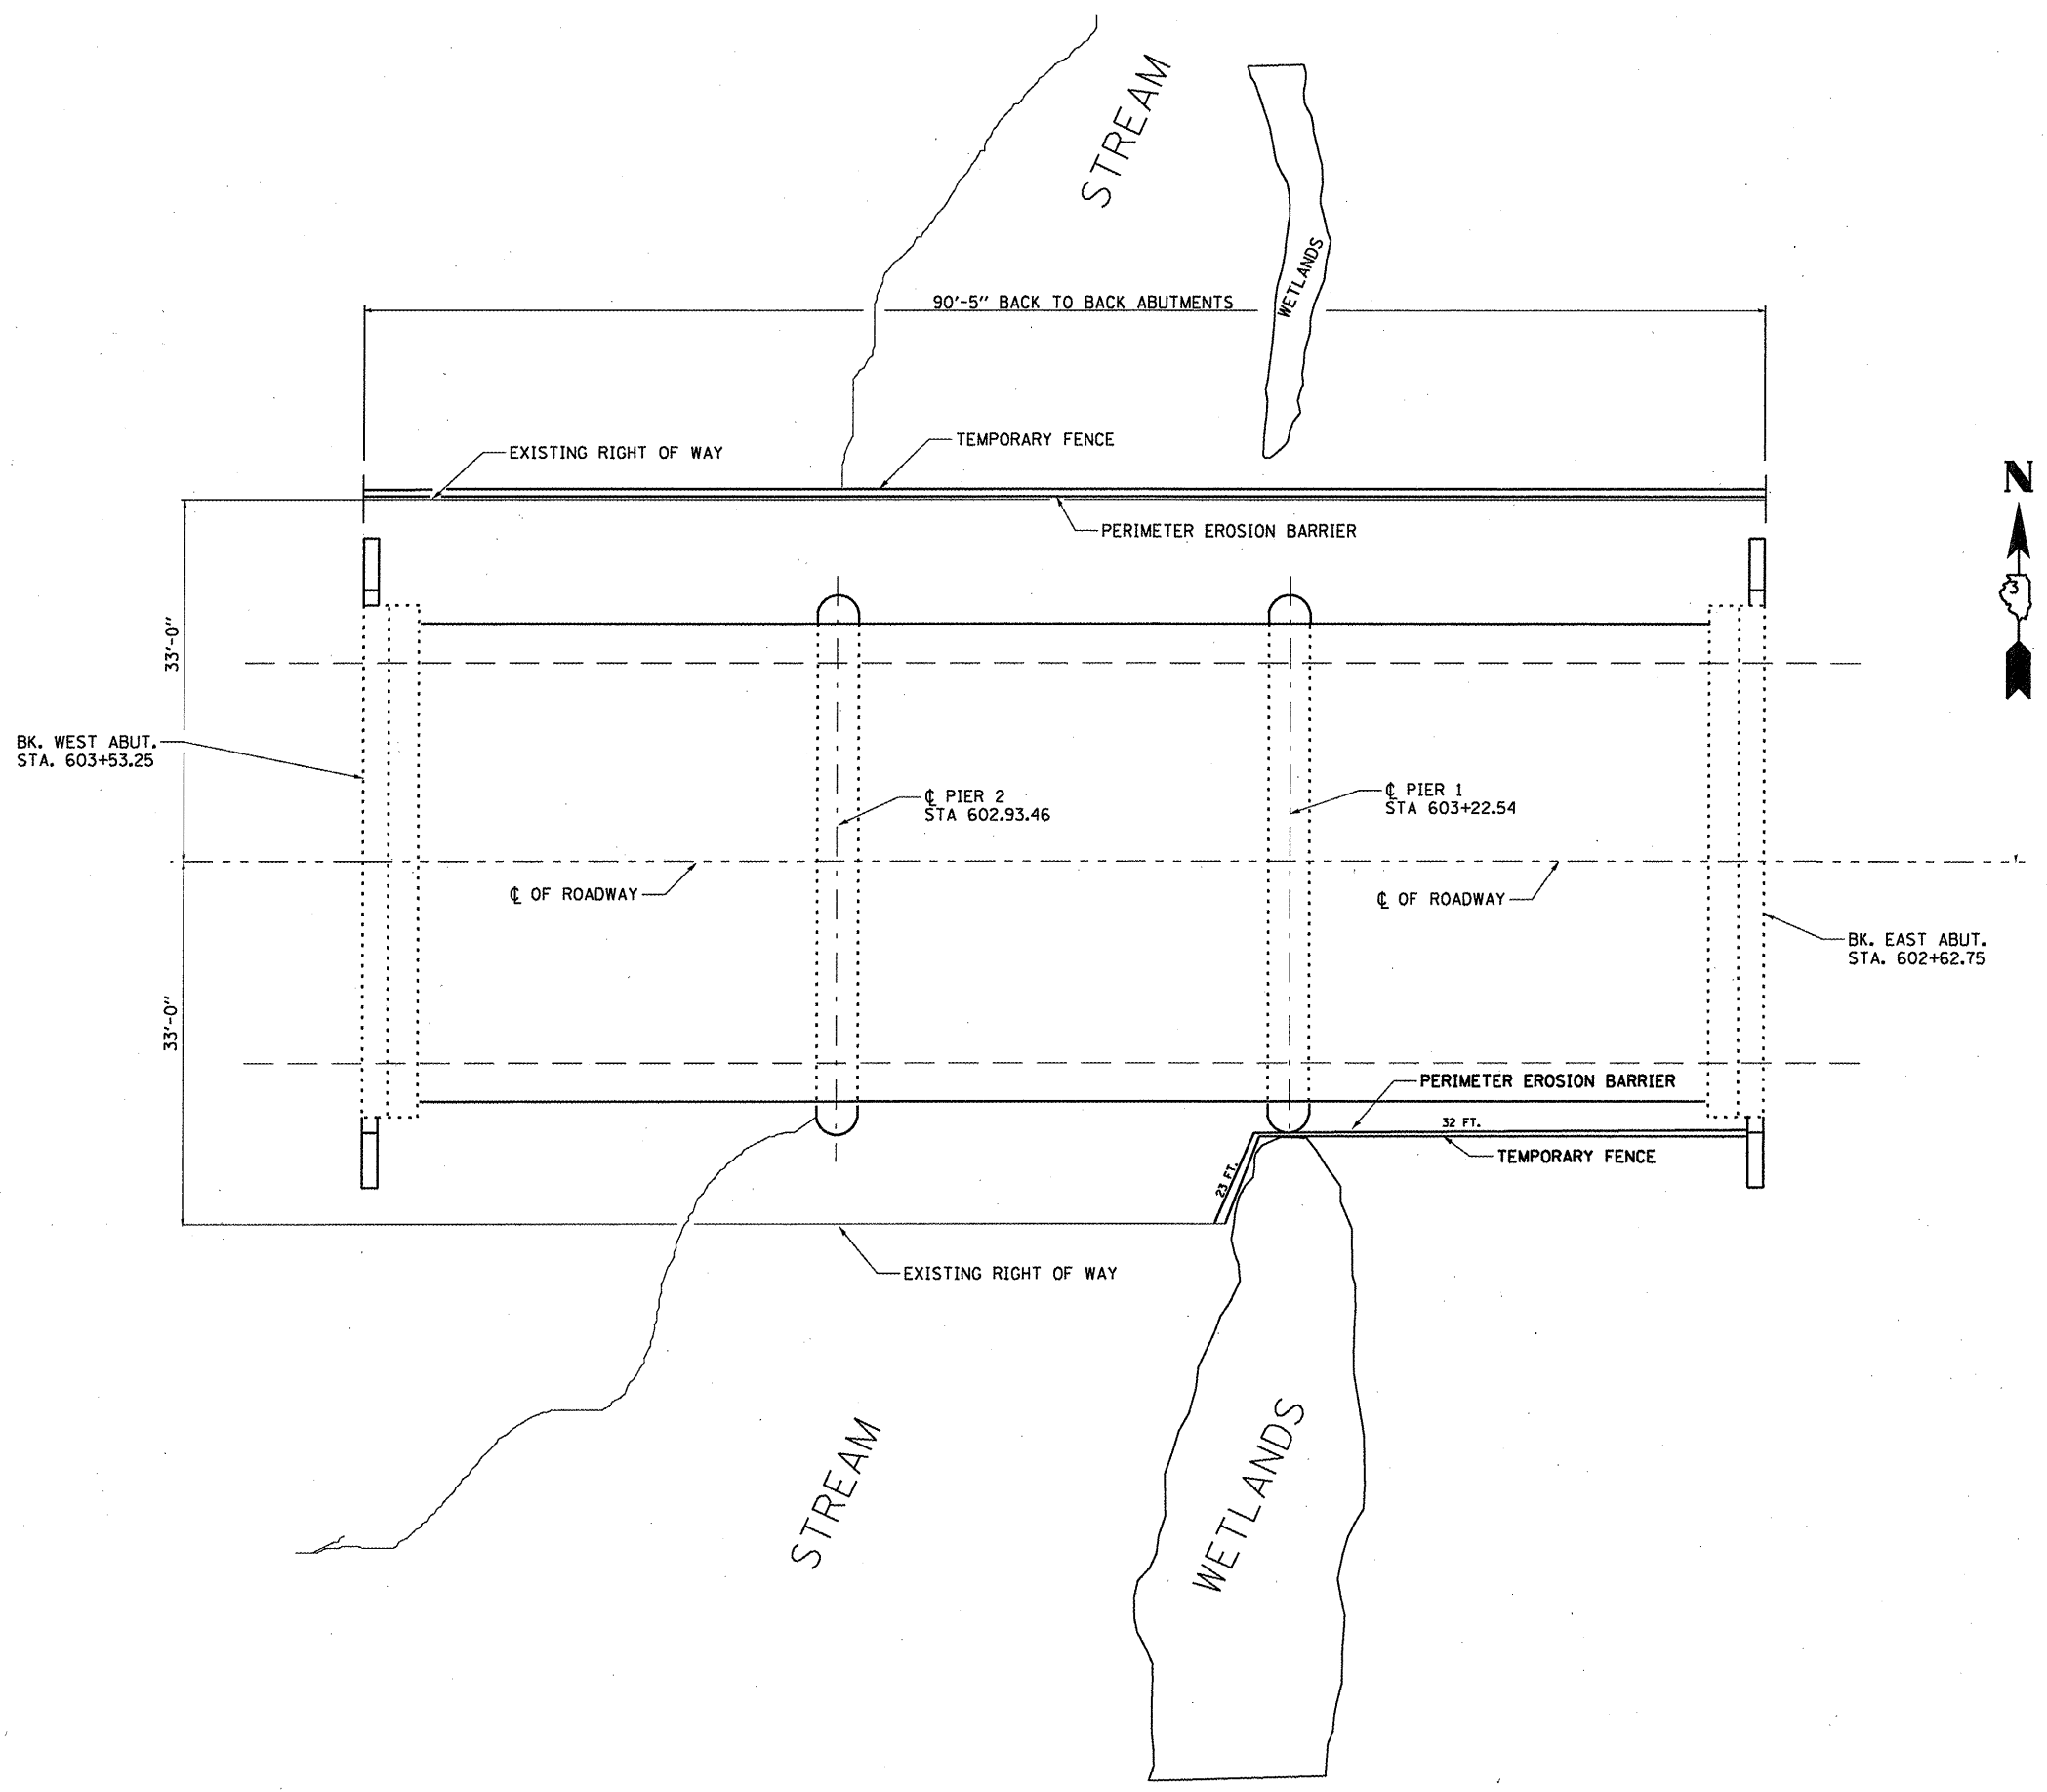 STREAM
WETLANDS
90'-5" BACK TO BACK ABUTMENTS
TEMPORARY FENCE
EXISTING RIGHT OF WAY
N
PERIMETER EROSION BARRIER
3
33'-0"
BK. WEST ABUT.
STA. 603+53.25
℄ PIER 2
STA 602.93.46
℄ PIER 1
STA 603+22.54
℄ OF ROADWAY
℄ OF ROADWAY
BK. EAST ABUT.
STA. 602+62.75
33'-0"
PERIMETER EROSION BARRIER
32 FT.
TEMPORARY FENCE
23 FT.
EXISTING RIGHT OF WAY
STREAM
WETLANDS